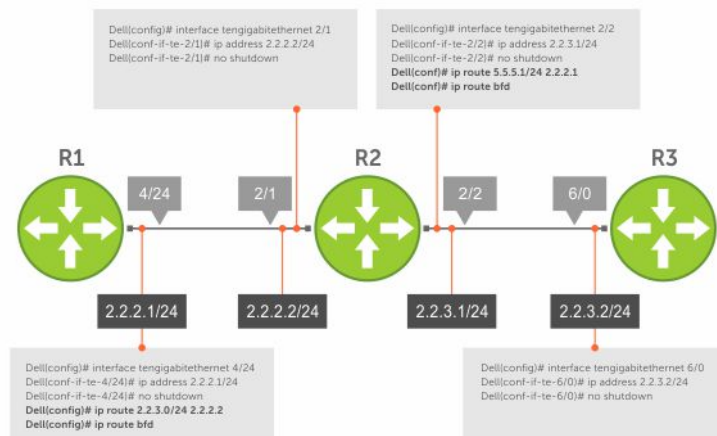 Dell(config)# interface tengigabitethernet 2/1
Dell(conf-if-te-2/1)# ip address 2.2.2.2/24
Dell(conf-if-te-2/1)# no shutdown
Dell(config)# interface tengigabitethernet 2/2
Dell(conf-if-te-2/2)# ip address 2.2.3.1/24
Dell(conf-if-te-2/2)# no shutdown
Dell(conf)# ip route 5.5.5.1/24 2.2.2.1
Dell(conf)# ip route bfd
R1
R2
R3
4/24
2/1
2/2
6/0
2.2.2.1/24
2.2.2.2/24
2.2.3.1/24
2.2.3.2/24
Dell(config)# interface tengigabitethernet 4/24
Dell(conf-if-te-4/24)# ip address 2.2.2.1/24
Dell(conf-if-te-4/24)# no shutdown
Dell(config)# ip route 2.2.3.0/24 2.2.2.2
Dell(config)# ip route bfd
Dell(config)# interface tengigabitethernet 6/0
Dell(conf-if-te-6/0)# ip address 2.2.3.2/24
Dell(conf-if-te-6/0)# no shutdown